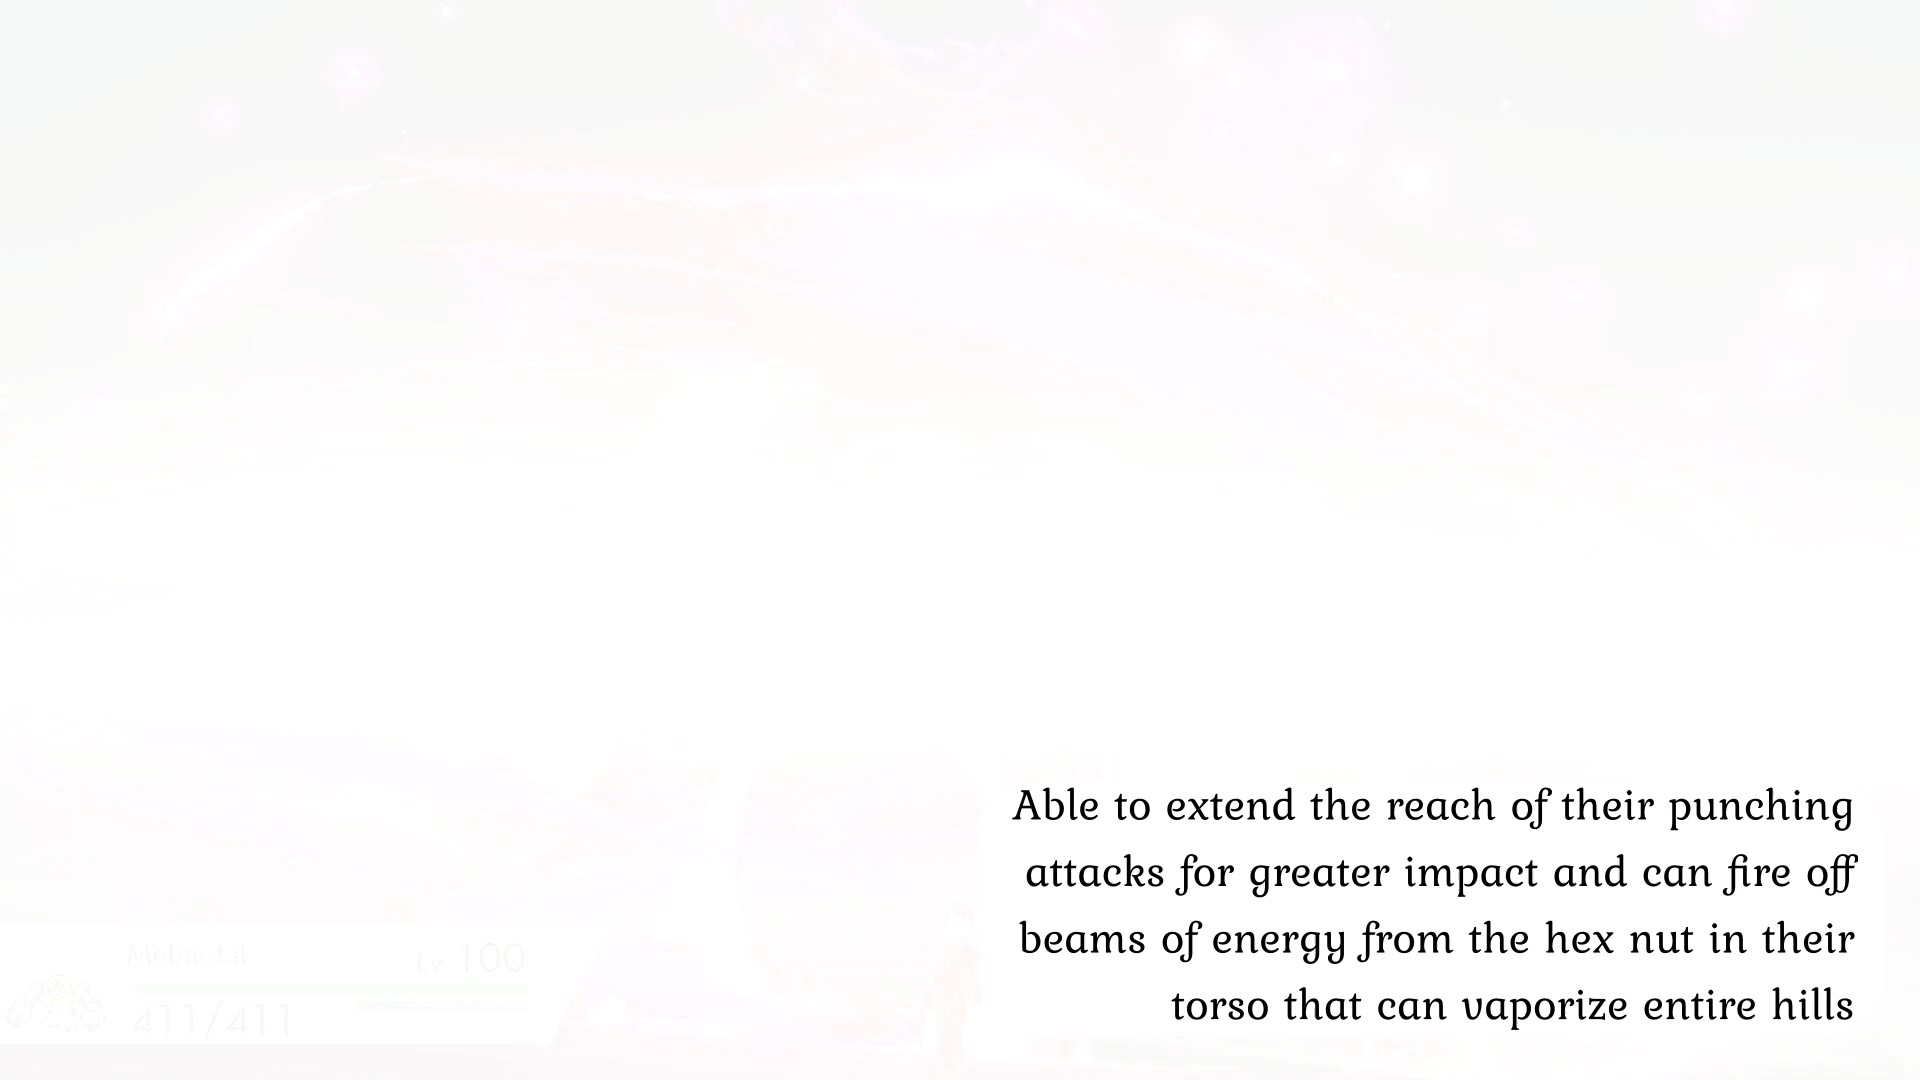 Able to extend the reach of their punching
attacks for greater impact and can fire off
beams of energy from the hex nut in their
torso that can vaporize entire hills
Melmetal Lv 100
411/411